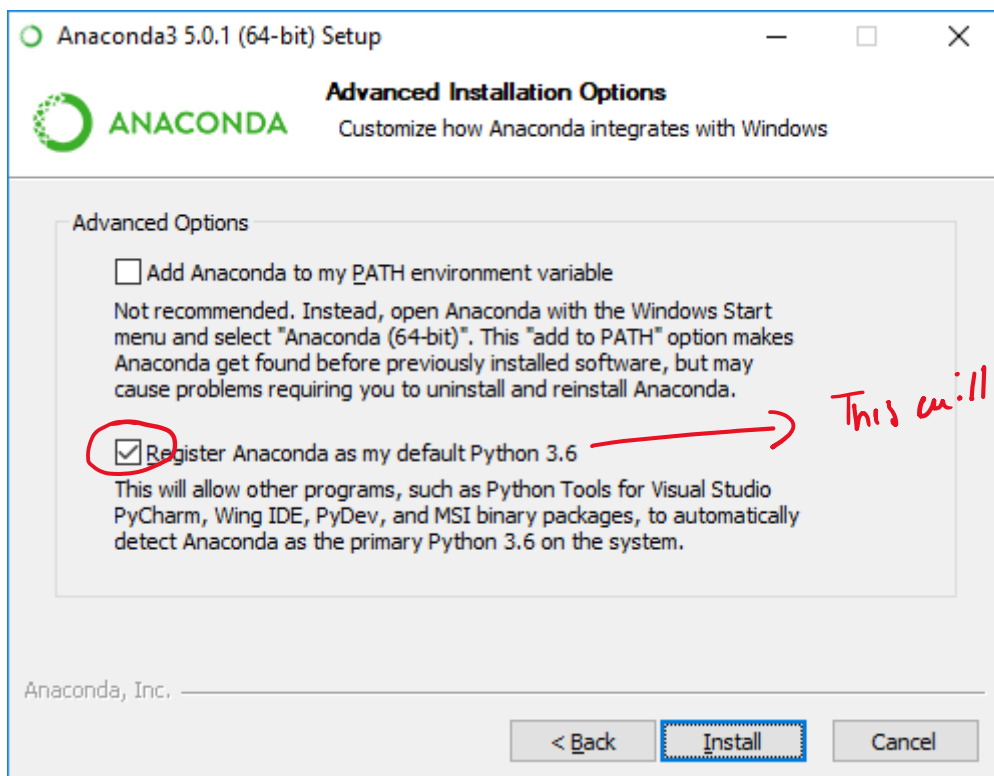 Anaconda3 5.0.1 (64-bit) Setup
ANACONDA
Advanced Installation Options
Customize how Anaconda integrates with Windows
Advanced Options
Add Anaconda to my PATH environment variable
Not recommended. Instead, open Anaconda with the Windows Start
menu and select "Anaconda (64-bit)". This "add to PATH" option makes
Anaconda get found before previously installed software, but may
cause problems requiring you to uninstall and reinstall Anaconda.
This will
Register Anaconda as my default Python 3.6
This will allow other programs, such as Python Tools for Visual Studio
PyCharm, Wing IDE, PyDev, and MSI binary packages, to automatically
detect Anaconda as the primary Python 3.6 on the system.
Anaconda, Inc.
< Back Install Cancel